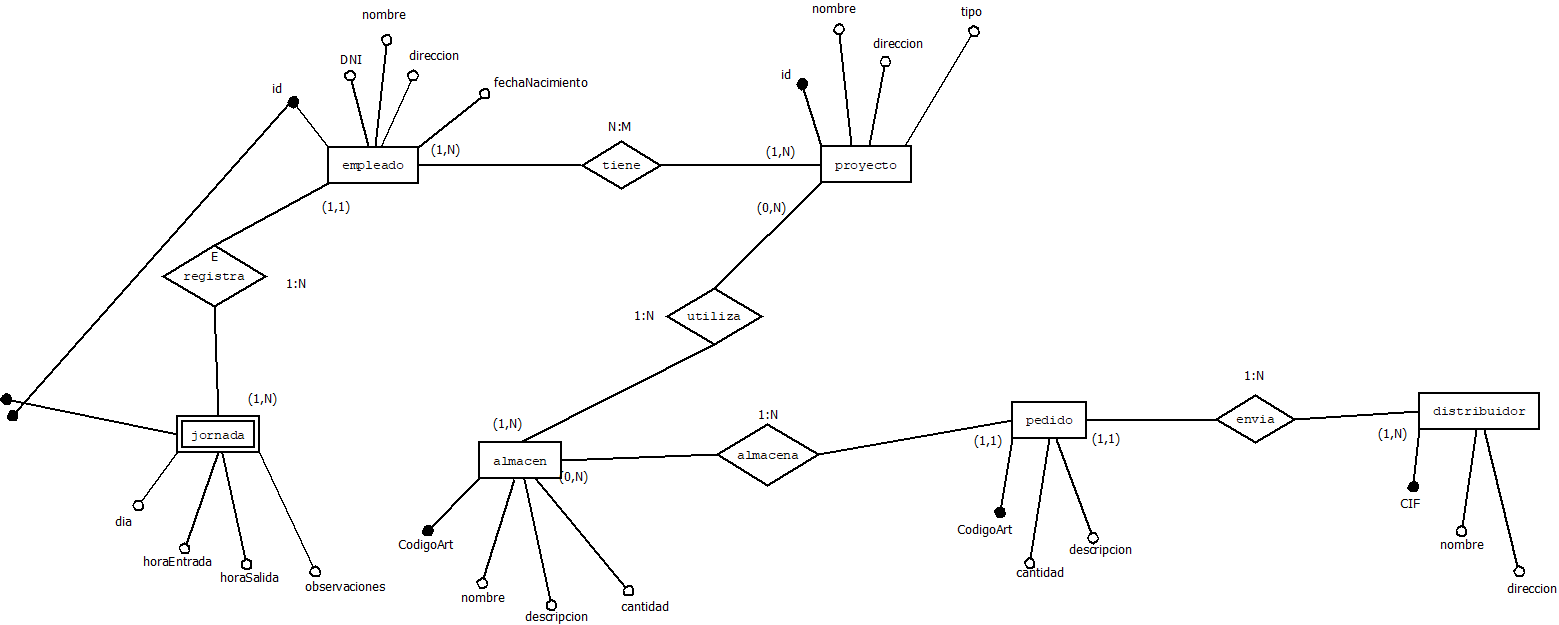 nombre
DNI
direccion
id
fechaNacimiento
empleado
(1,N)
(1,1)
N:M
tiene
nombre
direccion
tipo
id
(1,N)
proyecto
(0,N)
E
registra
1:N
(1,N)
jornada
dia
horaEntrada
horaSalida
observaciones
1:N
utiliza
(1,N)
almacen
(0,N)
CodigoArt
nombre
descripcion
cantidad
1:N
almacena
pedido
(1,1)
(1,1)
CodigoArt
cantidad
descripcion
1:N
envia
distribuidor
(1,N)
CIF
nombre
direccion